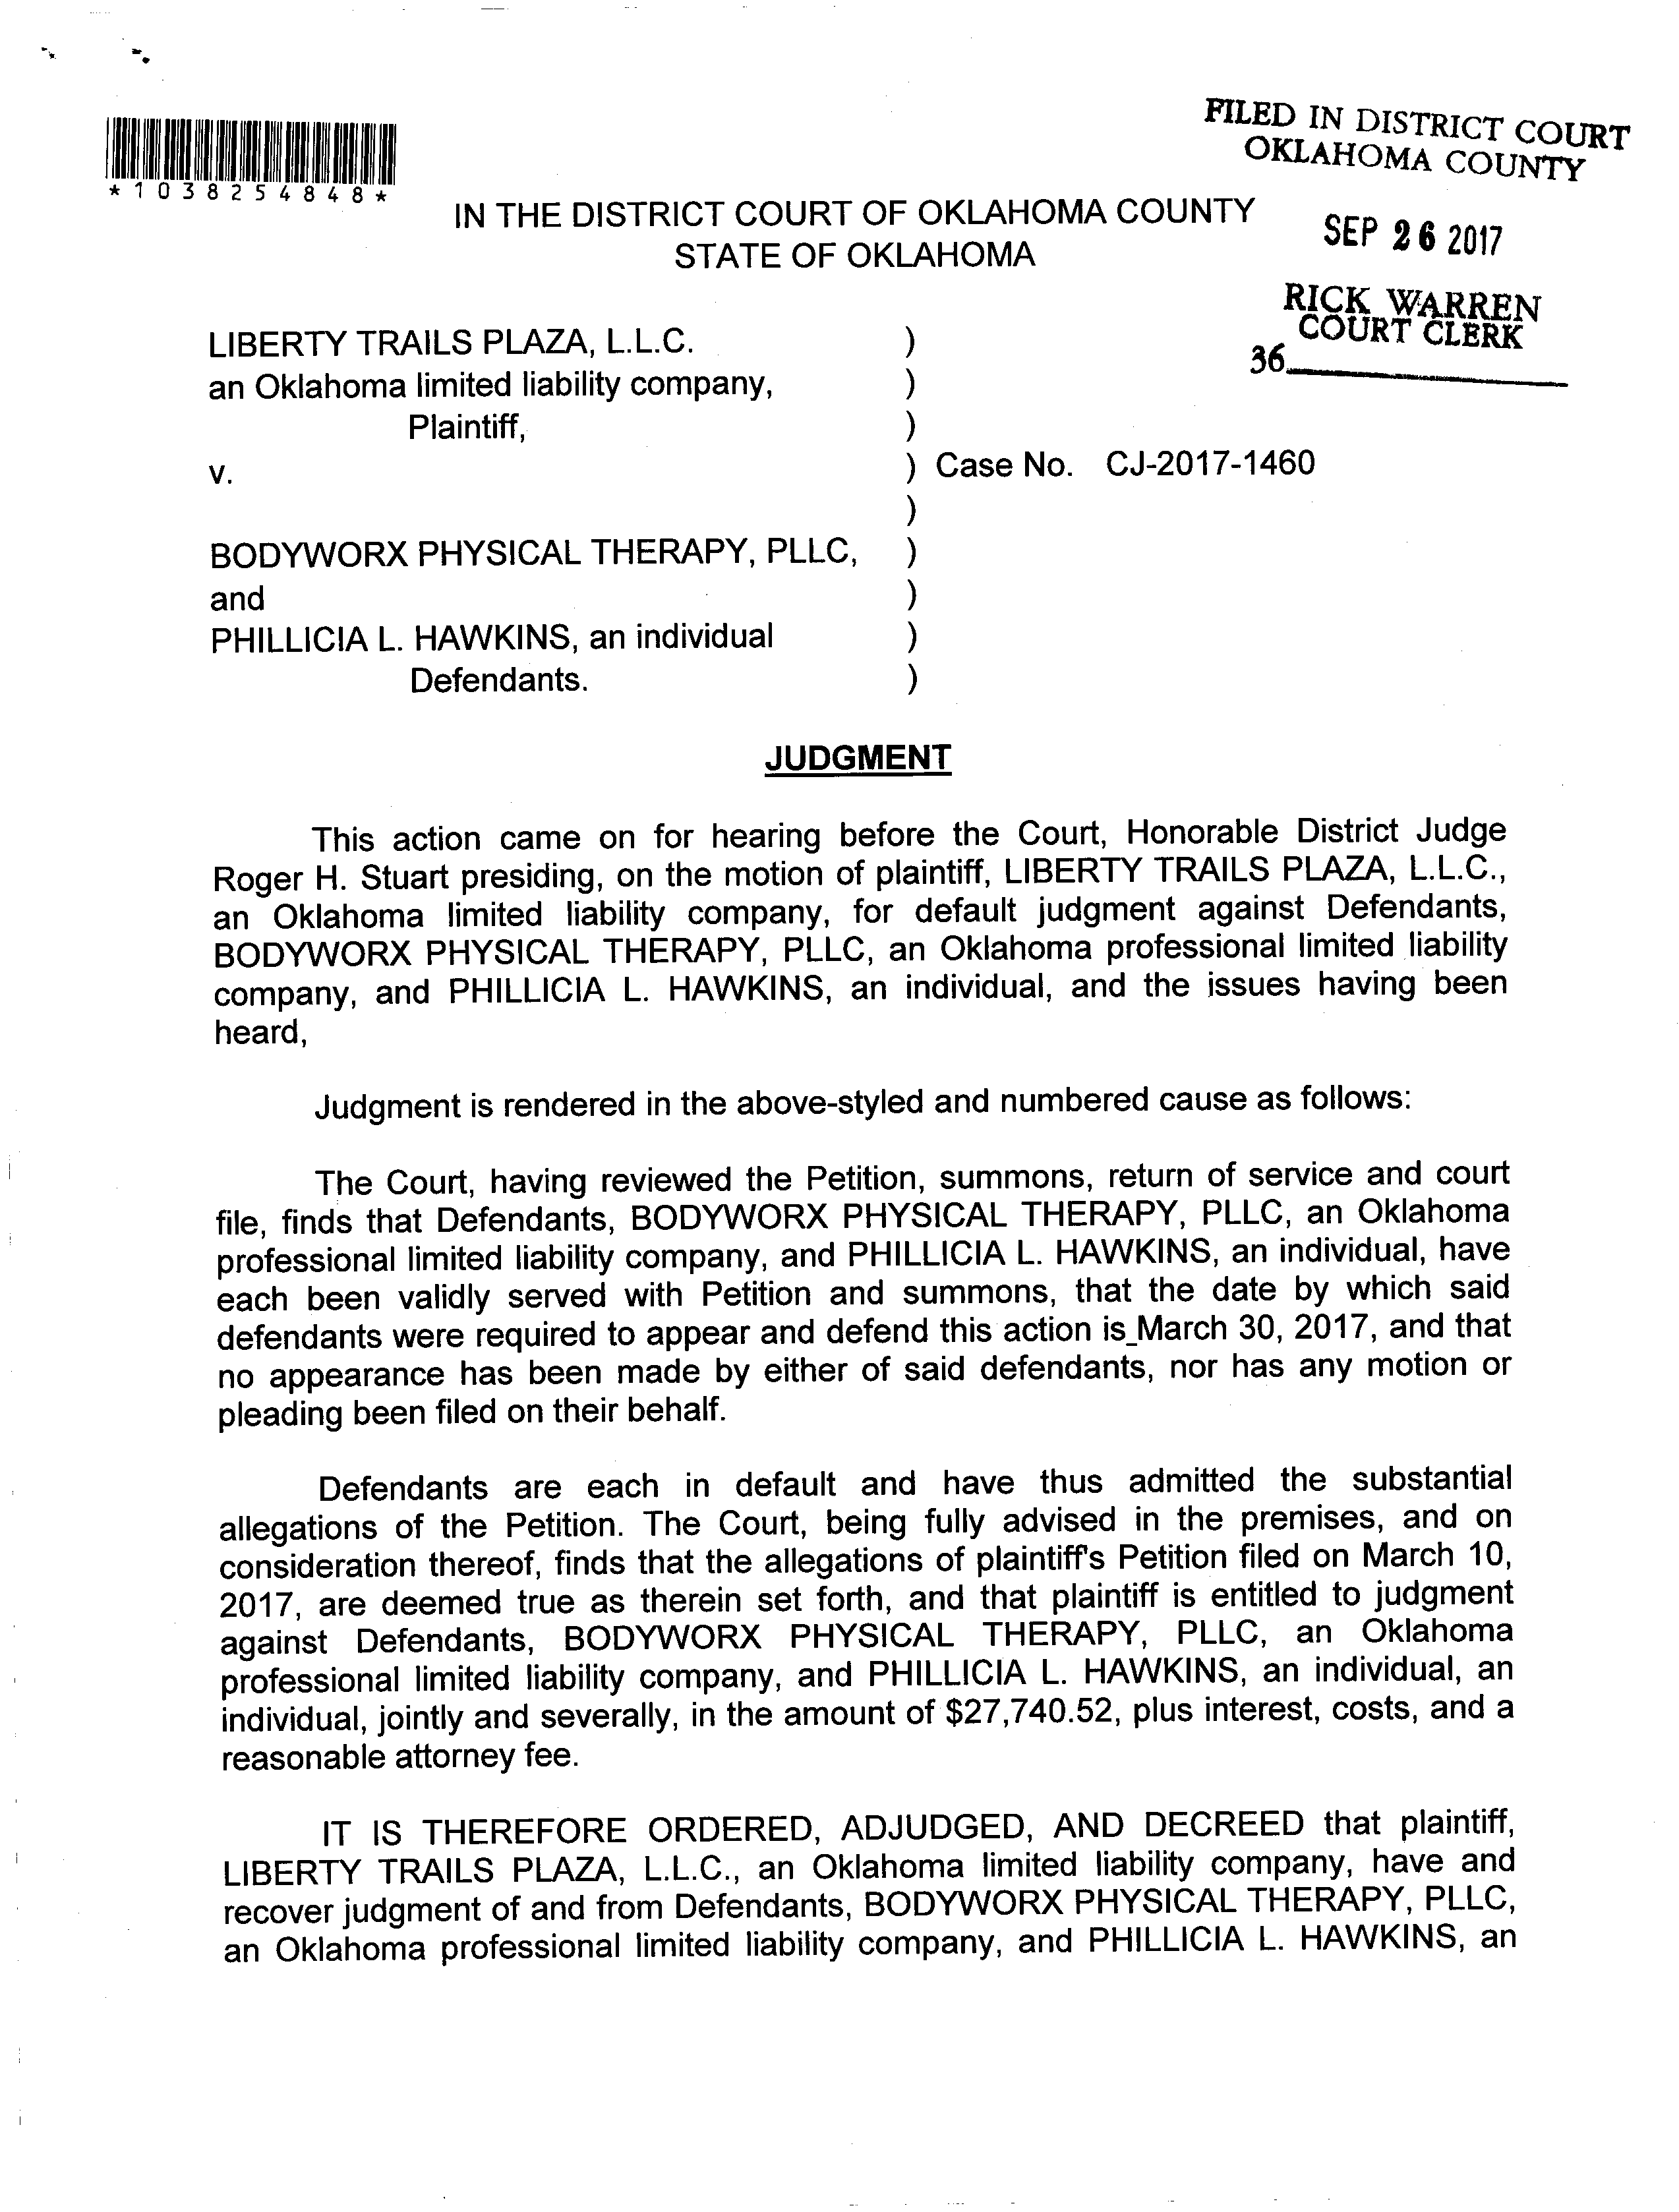 FILED IN DISTRICT COURT
OKLAHOMA COUNTY
*1038254848*
IN THE DISTRICT COURT OF OKLAHOMA COUNTY
STATE OF OKLAHOMA
SEP 26 2017
RICK WARREN
COURT CLERK
36
LIBERTY TRAILS PLAZA, L.L.C. )
an Oklahoma limited liability company, )
Plaintiff, )
v. ) Case No. CJ-2017-1460
)
BODYWORX PHYSICAL THERAPY, PLLC, )
and )
PHILLICIA L. HAWKINS, an individual )
Defendants. )
JUDGMENT
This action came on for hearing before the Court, Honorable District Judge
Roger H. Stuart presiding, on the motion of plaintiff, LIBERTY TRAILS PLAZA, L.L.C.,
an Oklahoma limited liability company, for default judgment against Defendants,
BODYWORX PHYSICAL THERAPY, PLLC, an Oklahoma professional limited liability
company, and PHILLICIA L. HAWKINS, an individual, and the issues having been
heard,
Judgment is rendered in the above-styled and numbered cause as follows:
The Court, having reviewed the Petition, summons, return of service and court
file, finds that Defendants, BODYWORX PHYSICAL THERAPY, PLLC, an Oklahoma
professional limited liability company, and PHILLICIA L. HAWKINS, an individual, have
each been validly served with Petition and summons, that the date by which said
defendants were required to appear and defend this action is_March 30, 2017, and that
no appearance has been made by either of said defendants, nor has any motion or
pleading been filed on their behalf.
Defendants are each in default and have thus admitted the substantial
allegations of the Petition. The Court, being fully advised in the premises, and on
consideration thereof, finds that the allegations of plaintiff's Petition filed on March 10,
2017, are deemed true as therein set forth, and that plaintiff is entitled to judgment
against Defendants, BODYWORX PHYSICAL THERAPY, PLLC, an Oklahoma
professional limited liability company, and PHILLICIA L. HAWKINS, an individual, an
individual, jointly and severally, in the amount of $27,740.52, plus interest, costs, and a
reasonable attorney fee.
IT IS THEREFORE ORDERED, ADJUDGED, AND DECREED that plaintiff,
LIBERTY TRAILS PLAZA, L.L.C., an Oklahoma limited liability company, have and
recover judgment of and from Defendants, BODYWORX PHYSICAL THERAPY, PLLC,
an Oklahoma professional limited liability company, and PHILLICIA L. HAWKINS, an